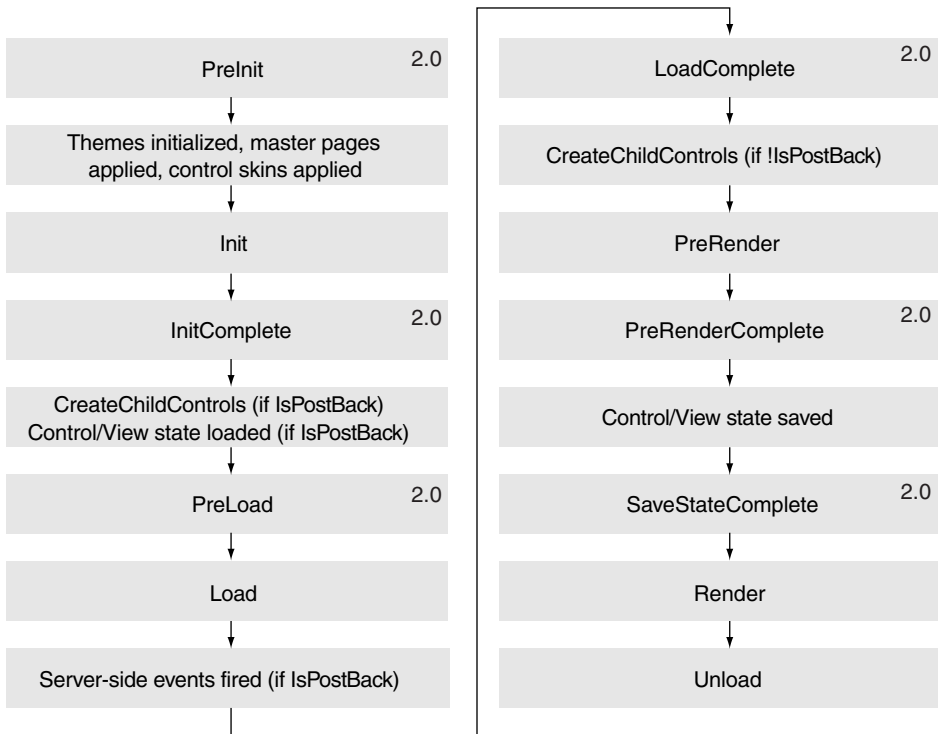 PreInit
2.0
Themes initialized, master pages
applied, control skins applied
Init
InitComplete
2.0
CreateChildControls (if IsPostBack)
Control/View state loaded (if IsPostBack)
PreLoad
2.0
Load
Server-side events fired (if IsPostBack)
LoadComplete
2.0
CreateChildControls (if !IsPostBack)
PreRender
PreRenderComplete
2.0
Control/View state saved
SaveStateComplete
2.0
Render
Unload